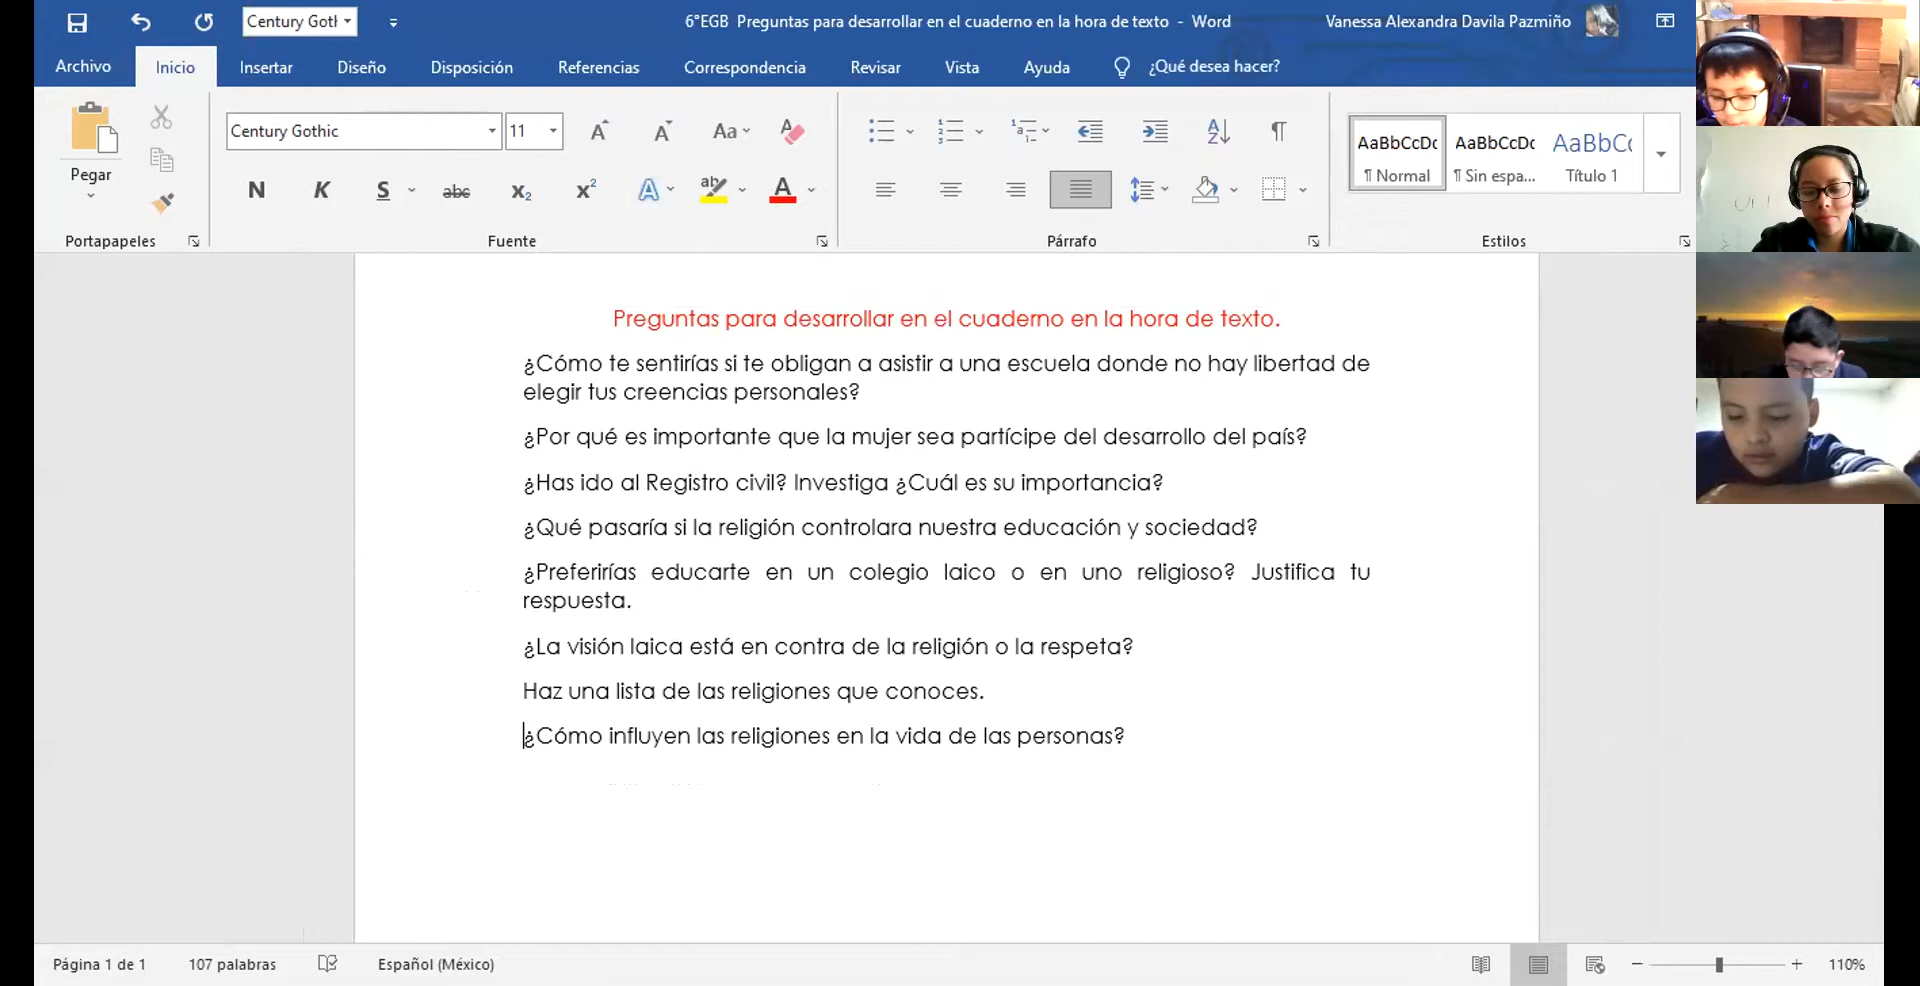 Century Gotl
6°EGB Preguntas para desarrollar en el cuaderno en la hora de texto - Word
Vanessa Alexandra Davila Pazmiño
Archivo Inicio Insertar Diseño Disposición Referencias Correspondencia Revisar Vista Ayuda ¿Qué desea hacer?
Century Gothic 11 Aa
AaBbCcDc AaBbCcDc AaBbCc
Pegar
N K S abc x₂ x² A aby A
¶ Normal ¶ Sin espa... Título 1
Portapapeles Fuente Párrafo Estilos
Preguntas para desarrollar en el cuaderno en la hora de texto.
¿Cómo te sentirías si te obligan a asistir a una escuela donde no hay libertad de
elegir tus creencias personales?
¿Por qué es importante que la mujer sea partícipe del desarrollo del país?
¿Has ido al Registro civil? Investiga ¿Cuál es su importancia?
¿Qué pasaría si la religión controlara nuestra educación y sociedad?
¿Preferirías educarte en un colegio laico o en uno religioso? Justifica tu
respuesta.
¿La visión laica está en contra de la religión o la respeta?
Haz una lista de las religiones que conoces.
¿Cómo influyen las religiones en la vida de las personas?
Página 1 de 1 107 palabras Español (México) 110%